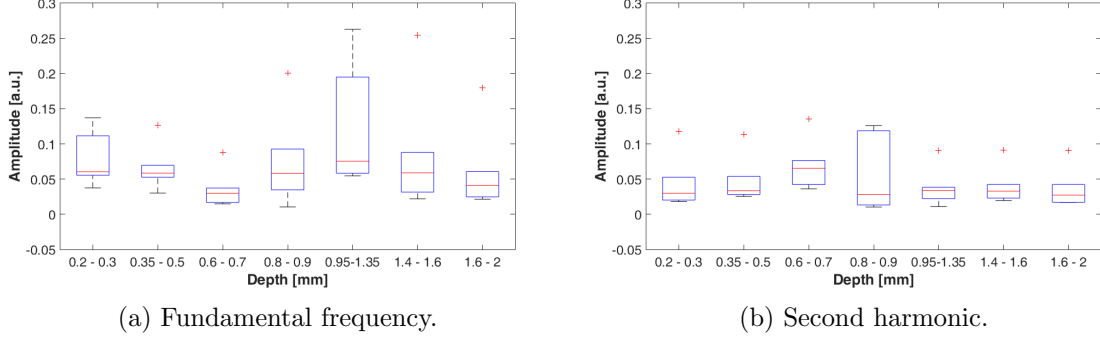 0.3
0.25
0.2
0.15
0.1
0.05
0
-0.05
Amplitude [a.u.]
0.2 - 0.3 0.35 - 0.5 0.6 - 0.7 0.8 - 0.9 0.95-1.35 1.4 - 1.6 1.6 - 2
Depth [mm]
(a) Fundamental frequency.
0.3
0.25
0.2
0.15
0.1
0.05
0
-0.05
Amplitude [a.u.]
0.2 - 0.3 0.35 - 0.5 0.6 - 0.7 0.8 - 0.9 0.95-1.35 1.4 - 1.6 1.6 - 2
Depth [mm]
(b) Second harmonic.